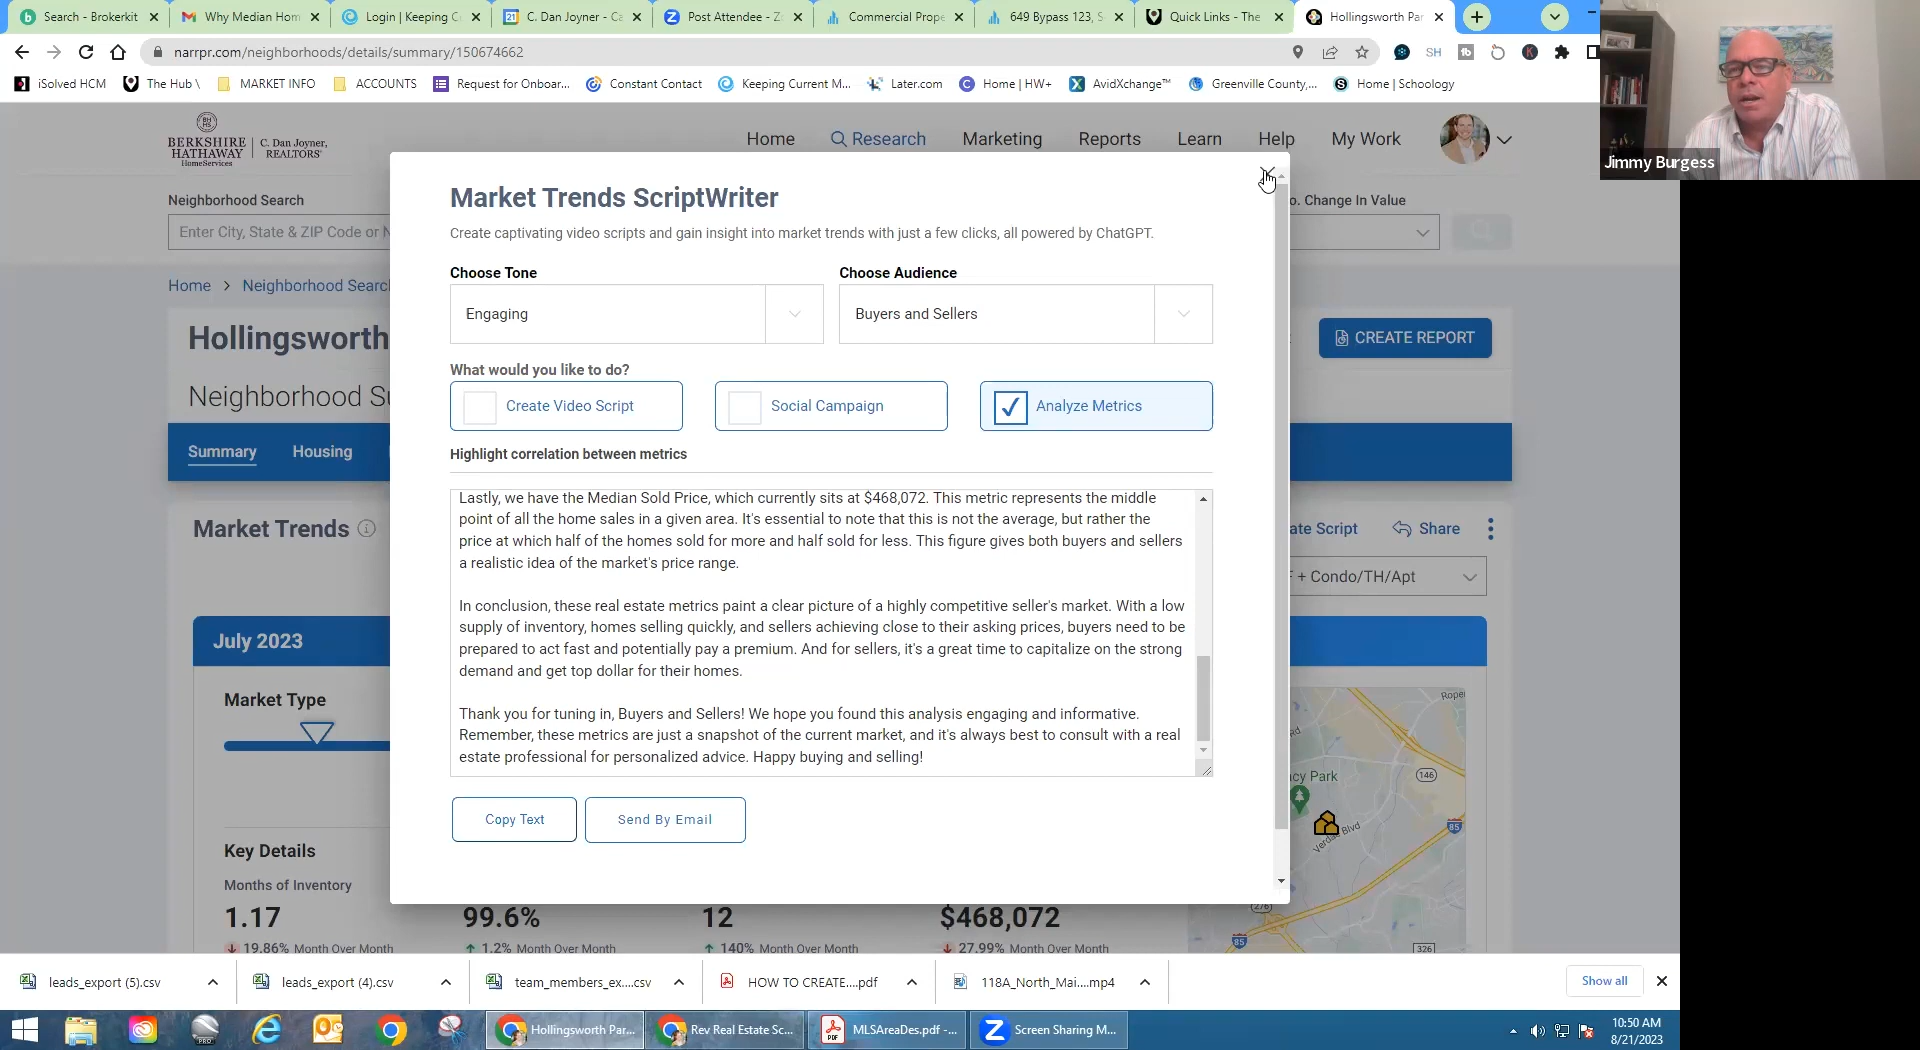 Search - Brokerkit
Why Median Hom
Login | Keeping C
C. Dan Joyner - Ca
Post Attendee - Z
Commercial Prope
649 Bypass 123, S
Quick Links - The
Hollingsworth Par
narrpr.com/neighborhoods/details/summary/150674662
SH
iSolved HCM
The Hub \
MARKET INFO
ACCOUNTS
Request for Onboar...
Constant Contact
Keeping Current M...
Later.com
Home | HW+
AvidXchange™
Greenville County,...
Home | Schoology
Jimmy Burgess
BERKSHIRE
HATHAWAY
HomeServices
C. Dan Joyner,
REALTORS®
Home
Research
Marketing
Reports
Learn
Help
My Work
Neighborhood Search
o. Change In Value
Enter City, State & ZIP Code or N
Home > Neighborhood Searc
Hollingsworth
CREATE REPORT
Neighborhood Su
Summary
Housing
Market Trends
ate Script
Share
F + Condo/TH/Apt
July 2023
Market Type
Key Details
Months of Inventory
1.17
99.6%
12
$468,072
19.86% Month Over Month
1.2% Month Over Month
140% Month Over Month
27.99% Month Over Month
Market Trends ScriptWriter
Create captivating video scripts and gain insight into market trends with just a few clicks, all powered by ChatGPT.
Choose Tone
Choose Audience
Engaging
Buyers and Sellers
What would you like to do?
Create Video Script
Social Campaign
Analyze Metrics
Highlight correlation between metrics
Lastly, we have the Median Sold Price, which currently sits at $468,072. This metric represents the middle
point of all the home sales in a given area. It's essential to note that this is not the average, but rather the
price at which half of the homes sold for more and half sold for less. This figure gives both buyers and sellers
a realistic idea of the market's price range.
In conclusion, these real estate metrics paint a clear picture of a highly competitive seller's market. With a low
supply of inventory, homes selling quickly, and sellers achieving close to their asking prices, buyers need to be
prepared to act fast and potentially pay a premium. And for sellers, it's a great time to capitalize on the strong
demand and get top dollar for their homes.
Thank you for tuning in, Buyers and Sellers! We hope you found this analysis engaging and informative.
Remember, these metrics are just a snapshot of the current market, and it's always best to consult with a real
estate professional for personalized advice. Happy buying and selling!
Copy Text
Send By Email
Roper
146
acy Park
Verdae Blvd
85
276
85
326
leads_export (5).csv
leads_export (4).csv
team_members_ex....csv
HOW TO CREATE....pdf
118A_North_Mai....mp4
Show all
Hollingsworth Par...
Rev Real Estate Sc...
MLSAreaDes.pdf -...
Screen Sharing M...
10:50 AM
8/21/2023